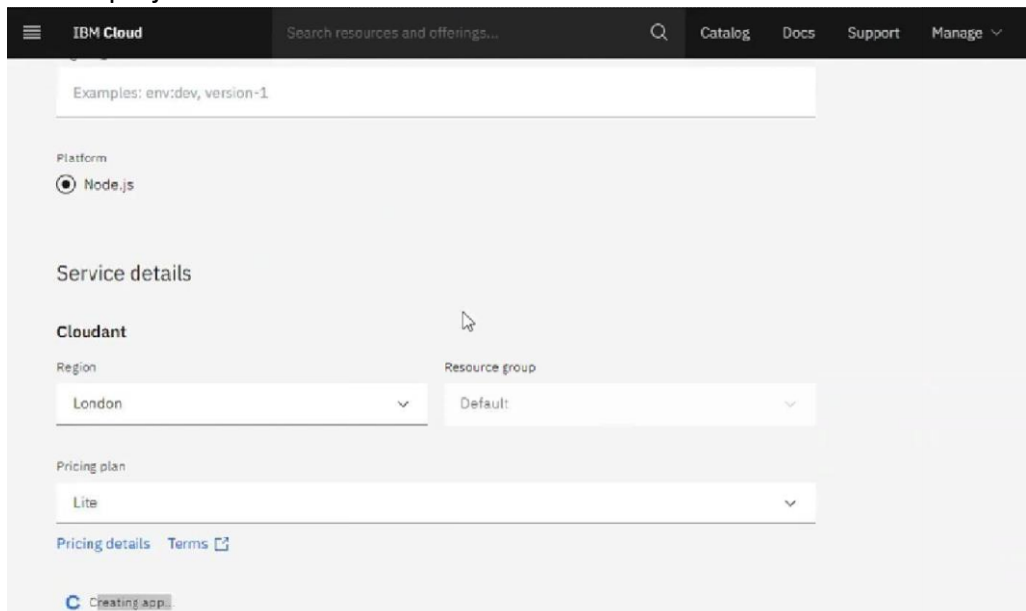 IBM Cloud Search resources and offerings... Catalog Docs Support Manage
Examples: env:dev, version-1
Platform
Node.js
Service details
Cloudant
Region Resource group
London Default
Pricing plan
Lite
Pricing details Terms
Creating app...